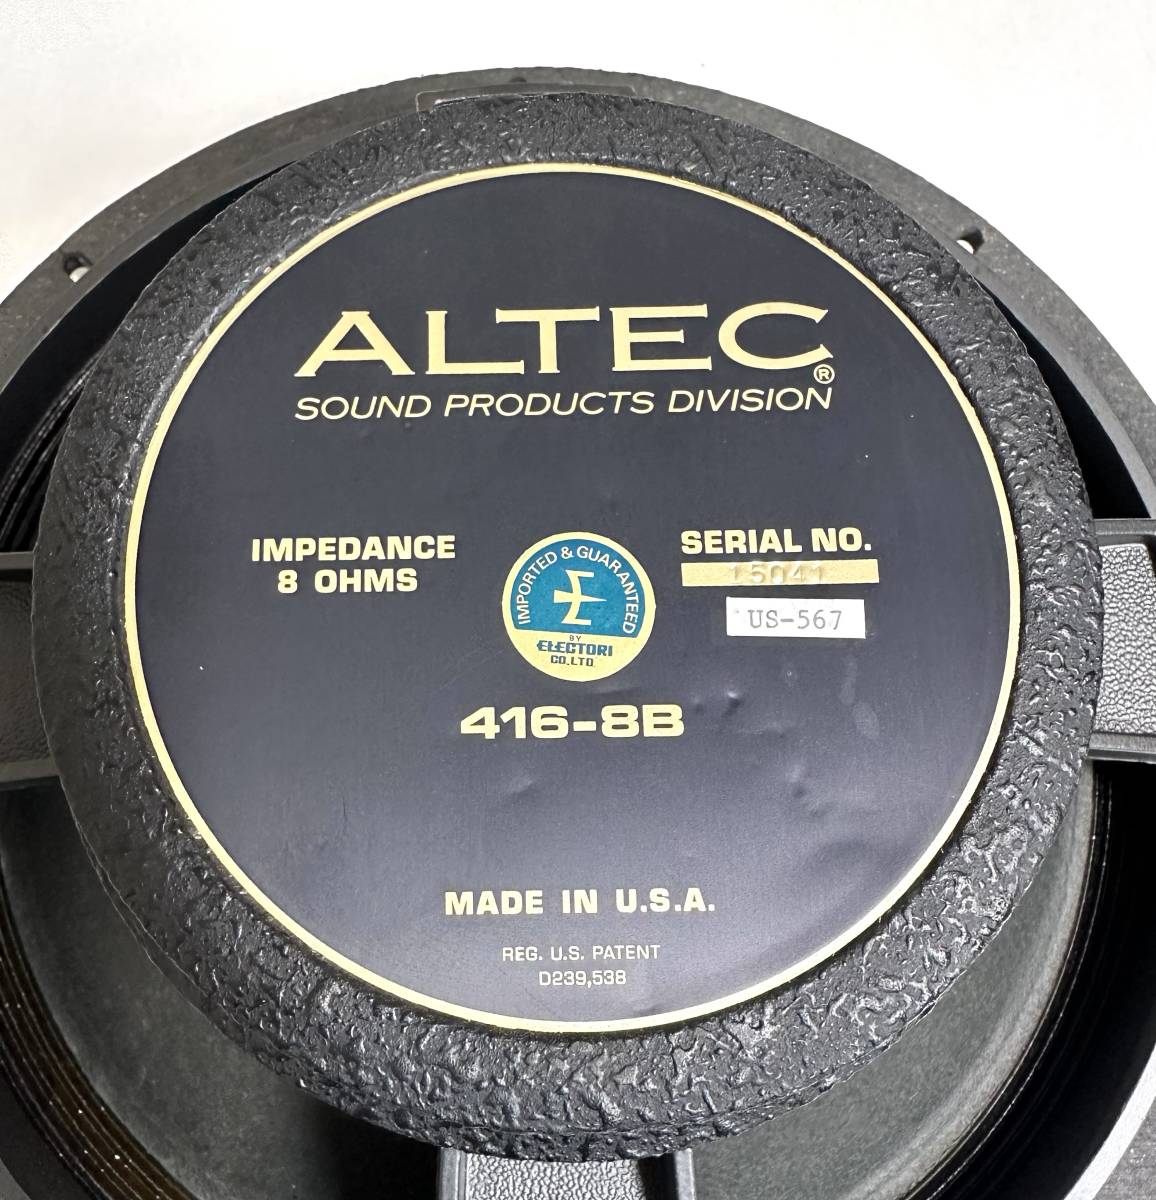 ALTEC®
SOUND PRODUCTS DIVISION
IMPEDANCE
8 OHMS
SERIAL NO.
15041
US-567
IMPORTED & GUARANTEED
BY
ELECTORI
CO.,LTD.
416-8B
MADE IN U.S.A.
REG. U.S. PATENT
D239,538